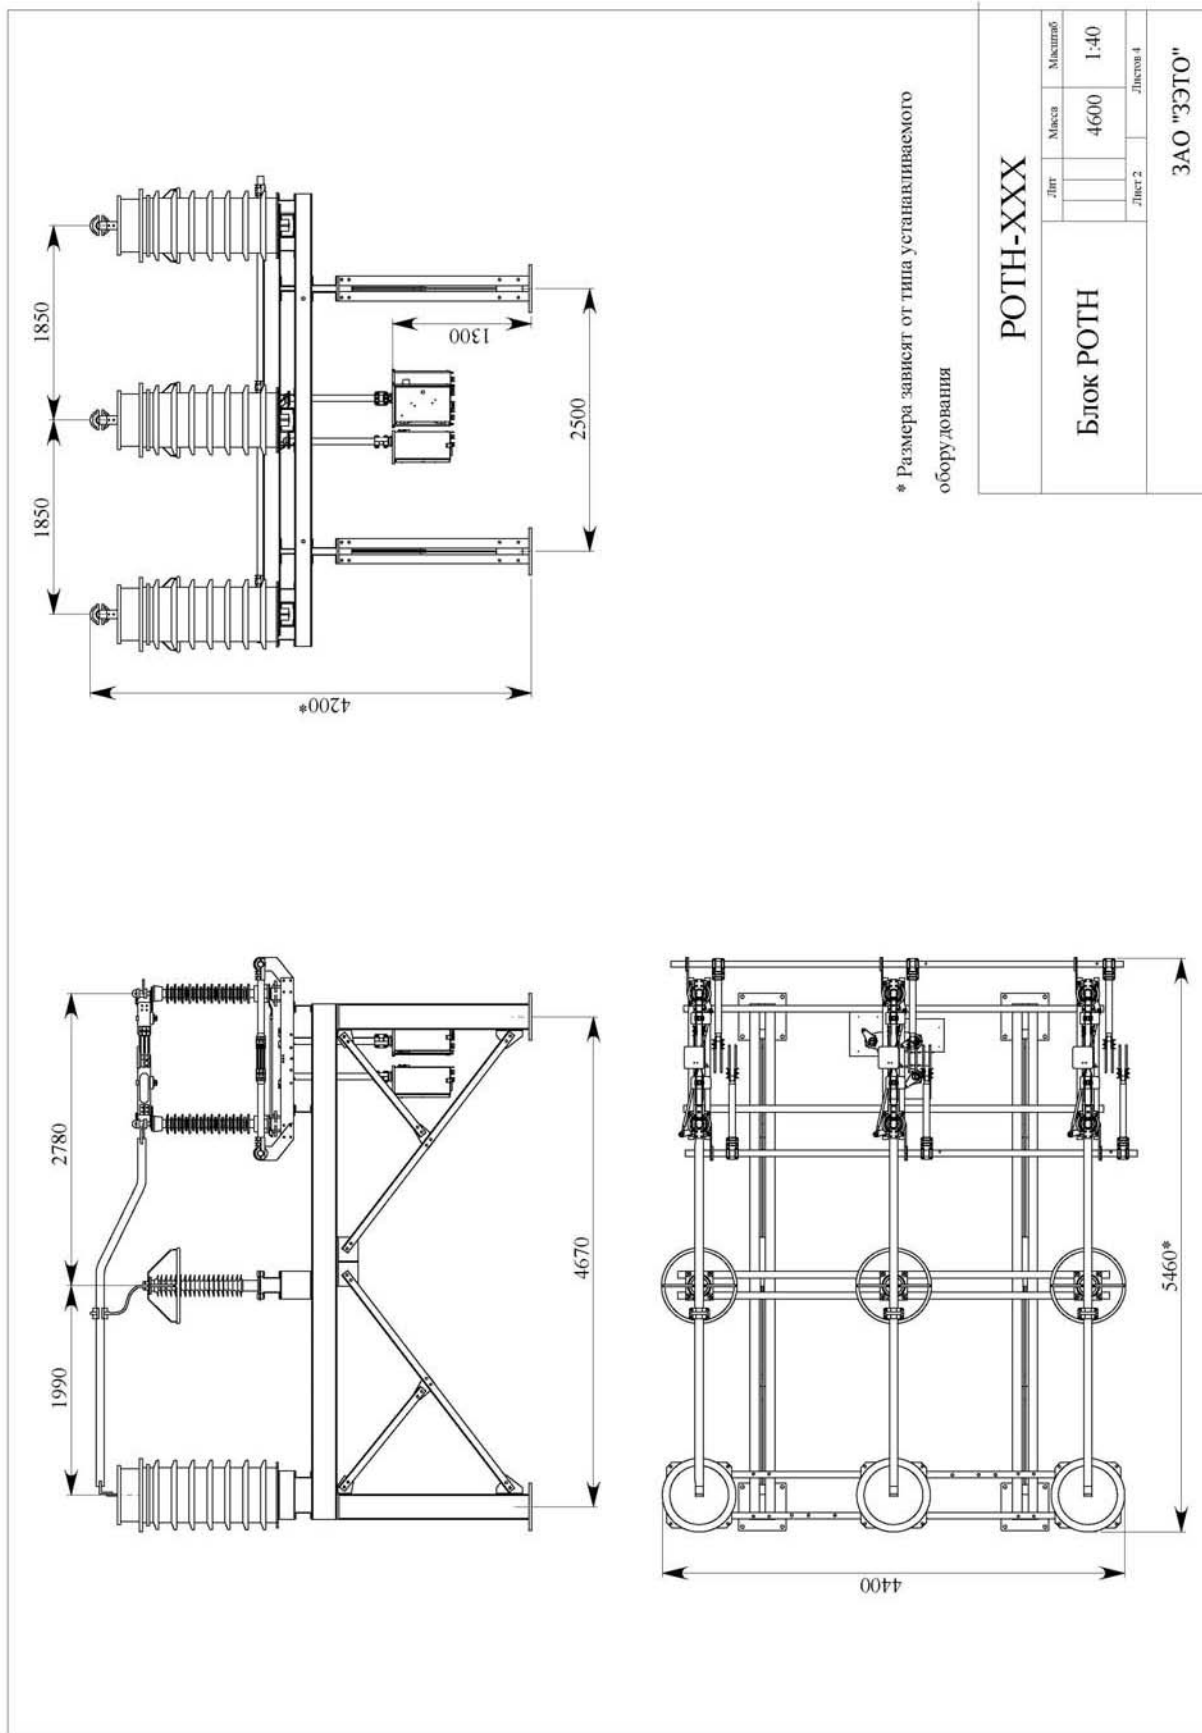 2780
1990
4670
1850
1850
4200*
1300
2500
4400
5460*
* Размера зависят от типа устанавливаемого
оборудования
РОТН-XXX
Блок РОТН
Лит
Масса
Масштаб
4600
1:40
Лист 2
Листов 4
ЗАО "ЗЭТО"